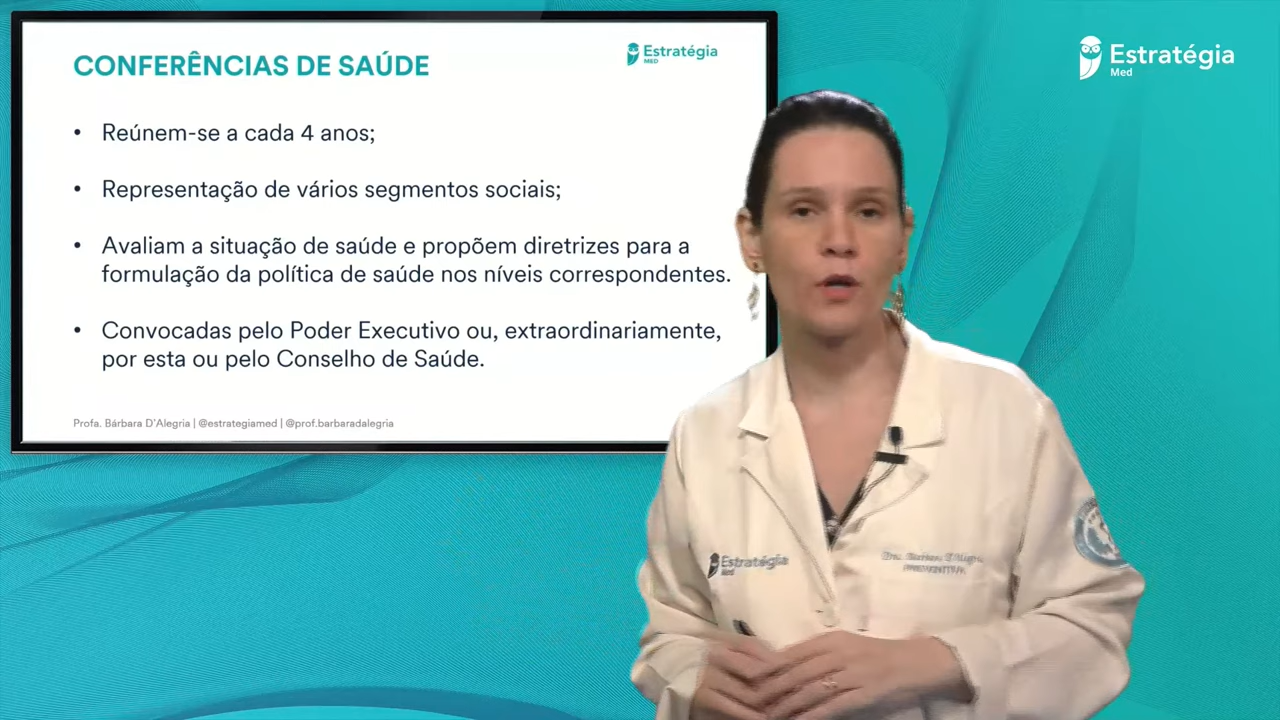 CONFERÊNCIAS DE SAÚDE
Estratégia
MED
• Reúnem-se a cada 4 anos;
• Representação de vários segmentos sociais;
• Avaliam a situação de saúde e propõem diretrizes para a
formulação da política de saúde nos níveis correspondentes.
• Convocadas pelo Poder Executivo ou, extraordinariamente,
por esta ou pelo Conselho de Saúde.
Profa. Bárbara D'Alegria | @estrategiamed | @prof.barbaradalegria
Estratégia
Med
Estratégia
Med